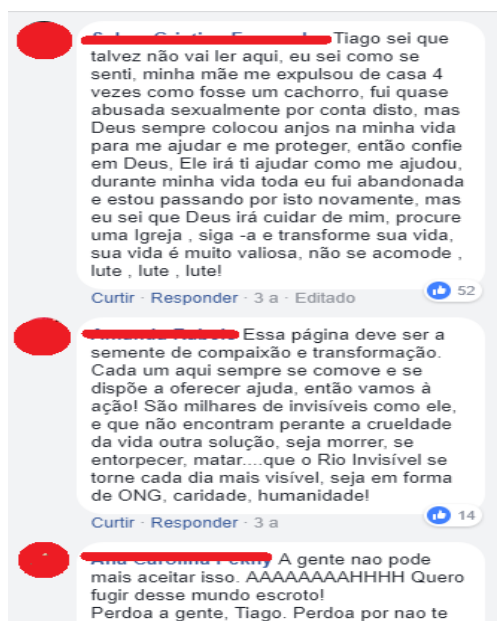 Tiago sei que
talvez não vai ler aqui, eu sei como se
senti, minha mãe me expulsou de casa 4
vezes como fosse um cachorro, fui quase
abusada sexualmente por conta disto, mas
Deus sempre colocou anjos na minha vida
para me ajudar e me proteger, então confie
em Deus, Ele irá ti ajudar como me ajudou,
durante minha vida toda eu fui abandonada
e estou passando por isto novamente, mas
eu sei que Deus irá cuidar de mim, procure
uma Igreja , siga -a e transforme sua vida,
sua vida é muito valiosa, não se acomode ,
lute , lute , lute!
52
Curtir · Responder · 3 a · Editado
Essa página deve ser a
semente de compaixão e transformação.
Cada um aqui sempre se comove e se
dispõe a oferecer ajuda, então vamos à
ação! São milhares de invisíveis como ele,
e que não encontram perante a crueldade
da vida outra solução, seja morrer, se
entorpecer, matar....que o Rio Invisível se
torne cada dia mais visível, seja em forma
de ONG, caridade, humanidade!
14
Curtir · Responder · 3 a
A gente nao pode
mais aceitar isso. AAAAAAAAHHHH Quero
fugir desse mundo escroto!
Perdoa a gente, Tiago. Perdoa por nao te